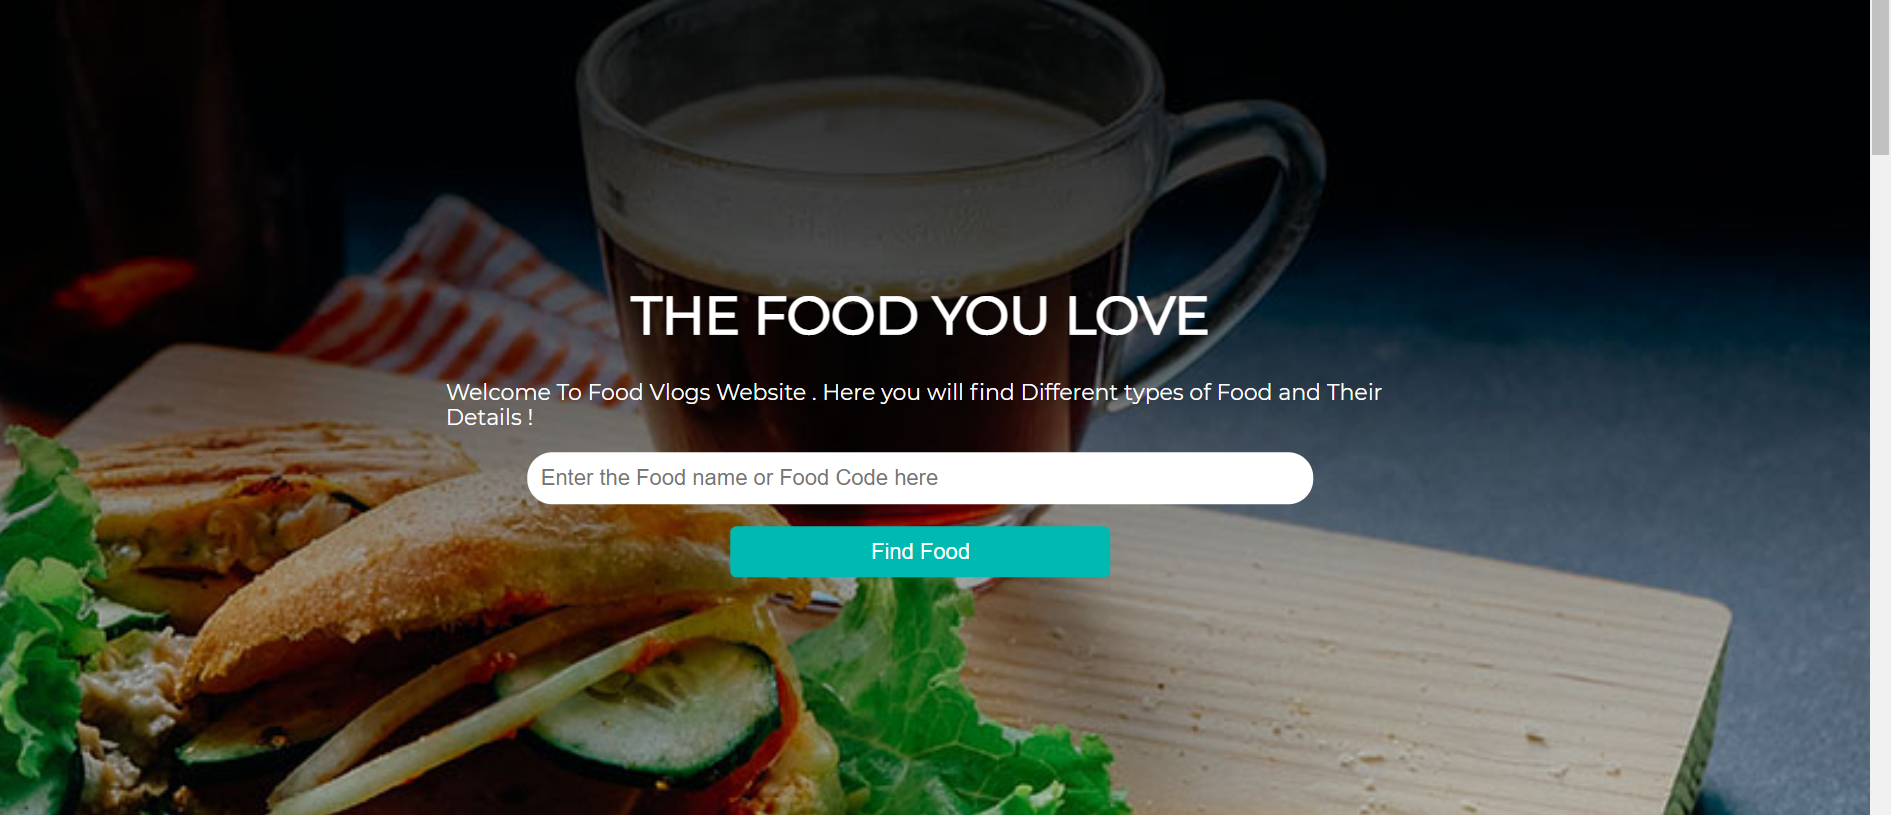 THE FOOD YOU LOVE
Welcome To Food Vlogs Website . Here you will find Different types of Food and Their
Details !
Enter the Food name or Food Code here
Find Food